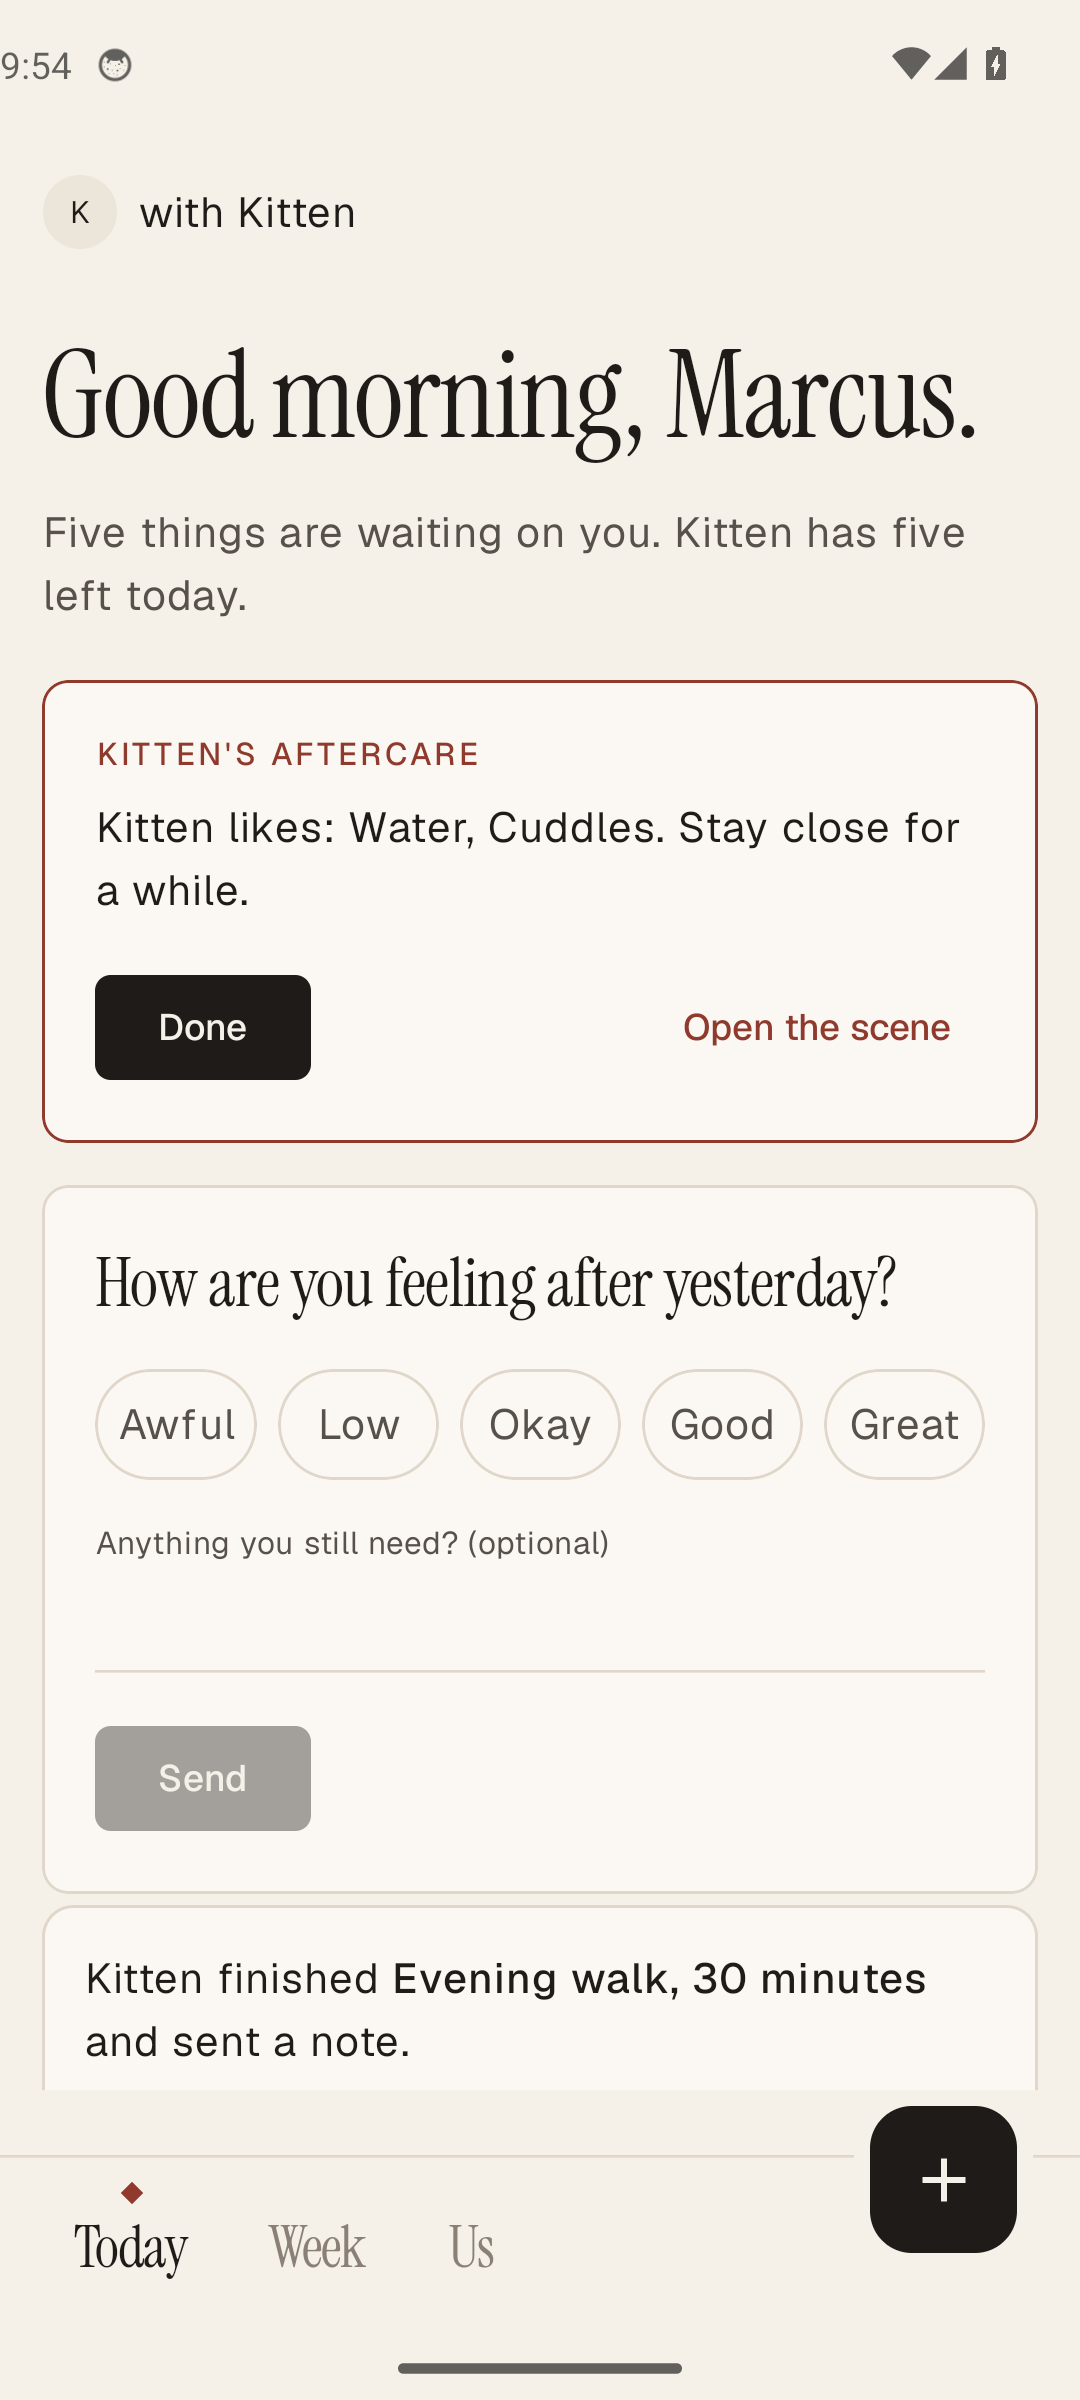 9:54
K
with Kitten
Good morning, Marcus.
Five things are waiting on you. Kitten has five
left today.
KITTEN'S AFTERCARE
Kitten likes: Water, Cuddles. Stay close for
a while.
Done
Open the scene
How are you feeling after yesterday?
Awful
Low
Okay
Good
Great
Anything you still need? (optional)
Send
Kitten finished Evening walk, 30 minutes
and sent a note.
+
Today
Week
Us